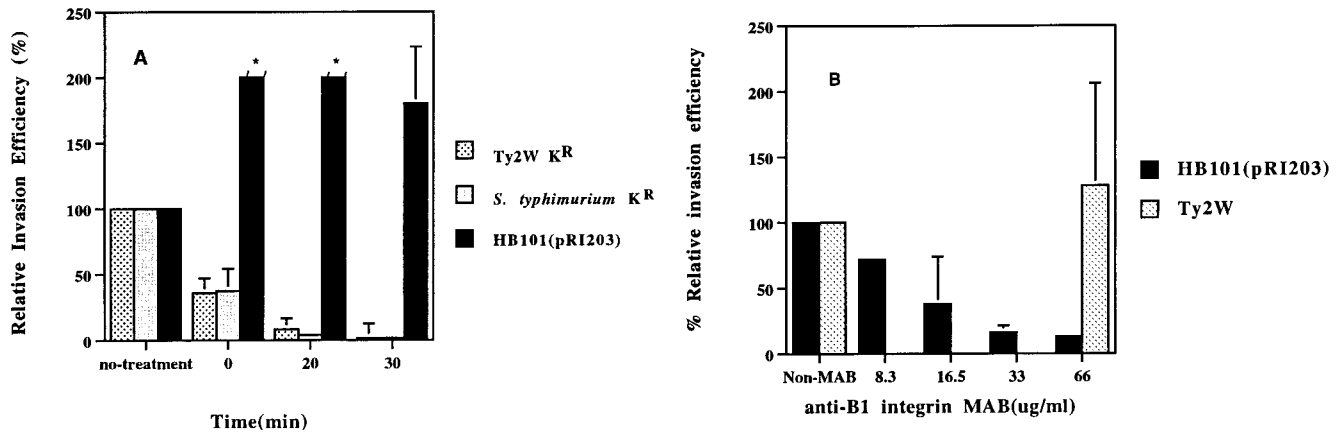 A
Relative Invasion Efficiency (%)
250
200
150
100
50
0
*
*
no-treatment 0 20 30
Time(min)
Ty2W K^R
S. typhimurium K^R
HB101(pRI203)
B
% Relative invasion efficiency
250
200
150
100
50
0
Non-MAB 8.3 16.5 33 66
anti-B1 integrin MAB(ug/ml)
HB101(pRI203)
Ty2W